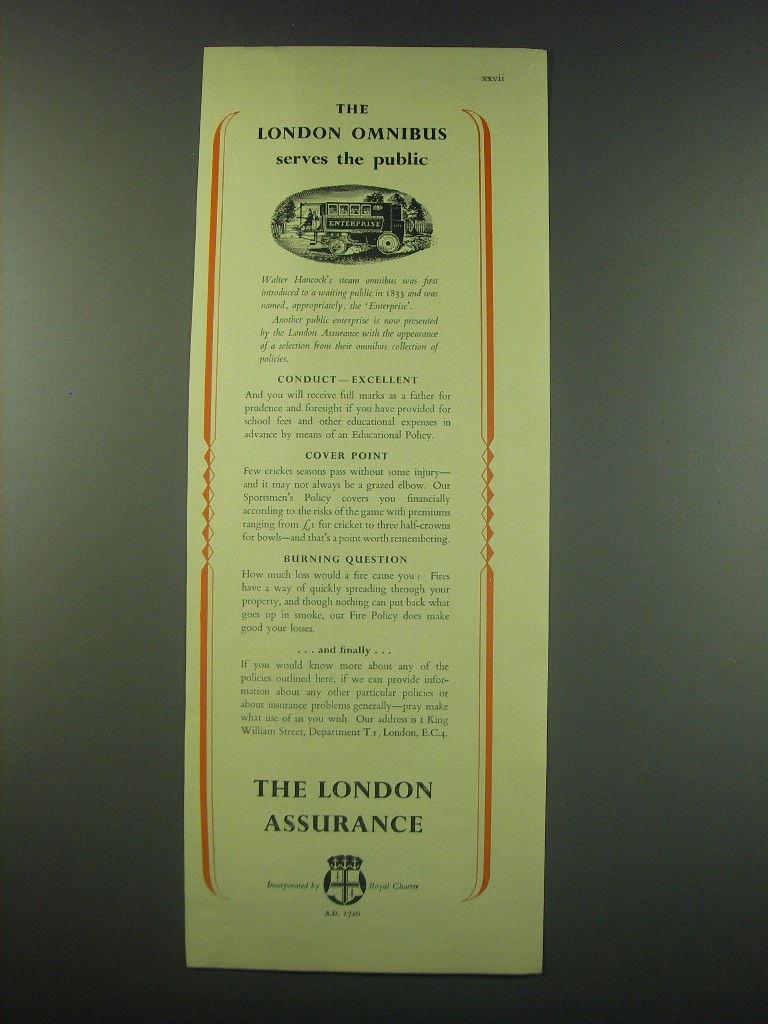 xxvii
THE
LONDON OMNIBUS
serves the public
ENTERPRISE
Walter Hancock's steam omnibus was first
introduced to a waiting public in 1833 and was
named, appropriately, the 'Enterprise'.
Another public enterprise is now presented
by the London Assurance with the appearance
of a selection from their omnibus collection of
policies.
CONDUCT—EXCELLENT
And you will receive full marks as a father for
prudence and foresight if you have provided for
school fees and other educational expenses in
advance by means of an Educational Policy.
COVER POINT
Few cricket seasons pass without some injury—
and it may not always be a grazed elbow. Our
Sportsmen's Policy covers you financially
according to the risks of the game with premiums
ranging from £1 for cricket to three half-crowns
for bowls—and that's a point worth remembering.
BURNING QUESTION
How much loss would a fire cause you? Fires
have a way of quickly spreading through your
property, and though nothing can put back what
goes up in smoke, our Fire Policy does make
good your losses.
. . . and finally . . .
If you would know more about any of the
policies outlined here, if we can provide infor-
mation about any other particular policies or
about insurance problems generally—pray make
what use of us you wish. Our address is 1 King
William Street, Department T.1, London, E.C.4.
THE LONDON
ASSURANCE
Incorporated by Royal Charter
A.D. 1720